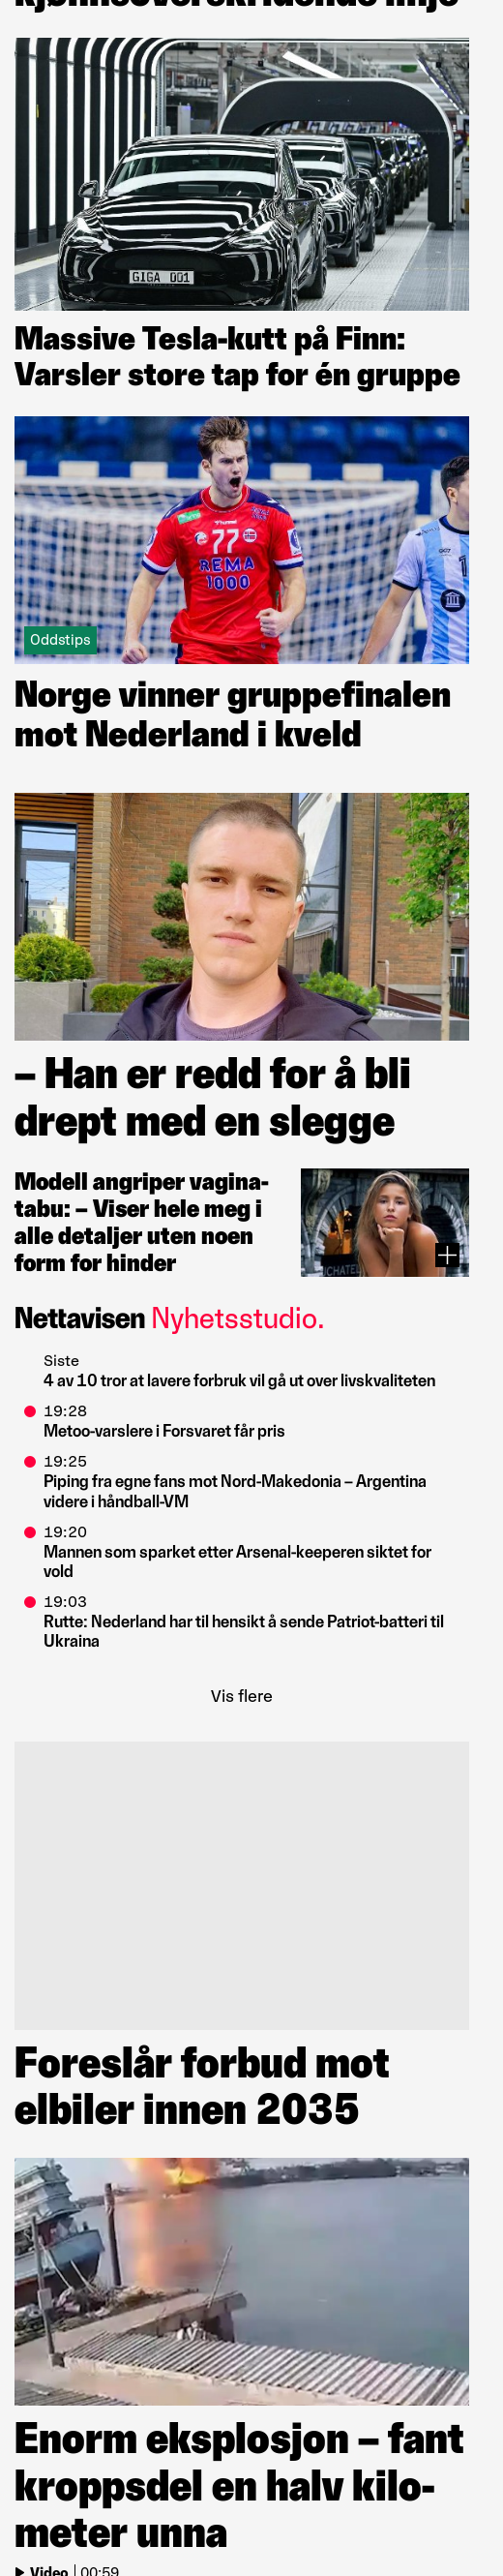 GIGA 001
Massive Tesla-kutt på Finn:
Varsler store tap for én gruppe
77
REMA
1000
Oddstips
Norge vinner gruppefinalen
mot Nederland i kveld
– Han er redd for å bli
drept med en slegge
Modell angriper vagina-
tabu: – Viser hele meg i
alle detaljer uten noen
form for hinder
Nettavisen Nyhetsstudio.
Siste
4 av 10 tror at lavere forbruk vil gå ut over livskvaliteten
19:28
Metoo-varslere i Forsvaret får pris
19:25
Piping fra egne fans mot Nord-Makedonia – Argentina
videre i håndball-VM
19:20
Mannen som sparket etter Arsenal-keeperen siktet for
vold
19:03
Rutte: Nederland har til hensikt å sende Patriot-batteri til
Ukraina
Vis flere
Foreslår forbud mot
elbiler innen 2035
Enorm eksplosjon – fant
kroppsdel en halv kilo-
meter unna
Video | 00:59